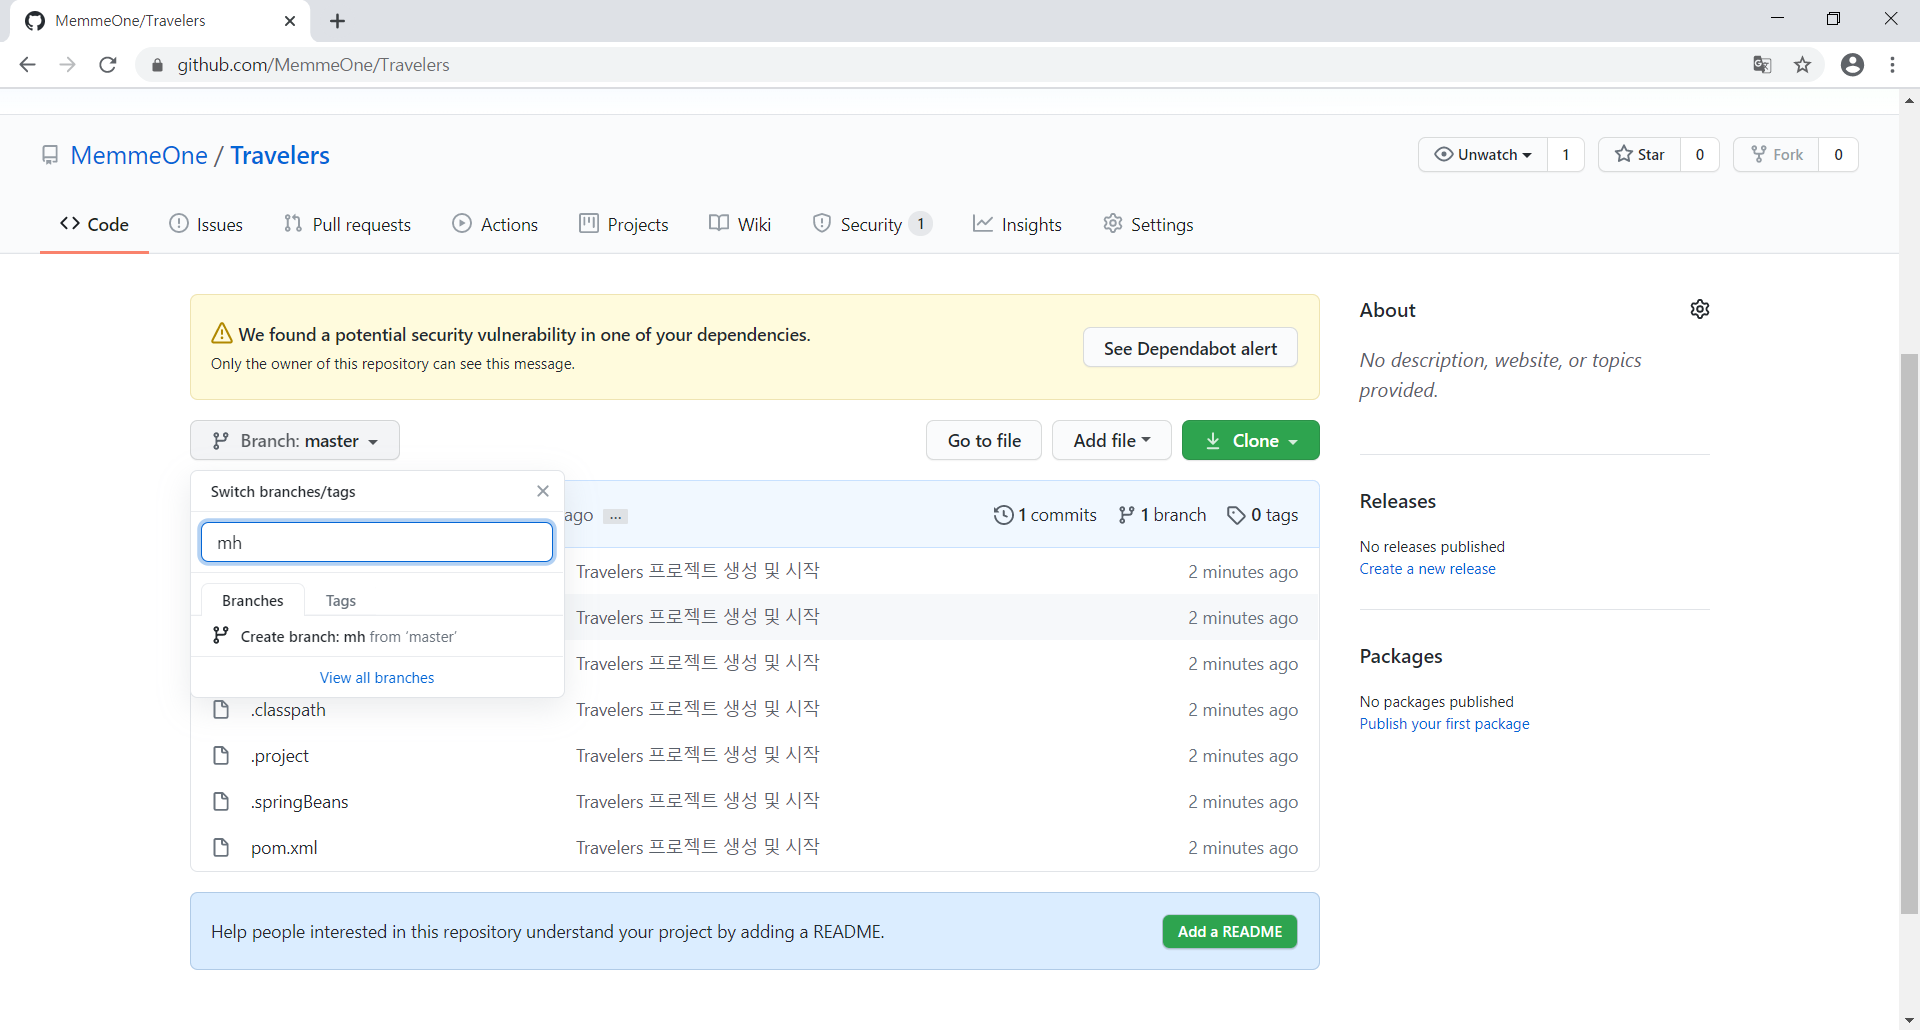 MemmeOne/Travelers
github.com/MemmeOne/Travelers
MemmeOne / Travelers
Unwatch 1 Star 0 Fork 0
Code Issues Pull requests Actions Projects Wiki Security 1 Insights Settings
We found a potential security vulnerability in one of your dependencies.
Only the owner of this repository can see this message.
See Dependabot alert
About
No description, website, or topics
provided.
Branch: master
Go to file Add file Clone
Switch branches/tags
mh
Branches Tags
Create branch: mh from 'master'
View all branches
ago ... 1 commits 1 branch 0 tags
Travelers 프로젝트 생성 및 시작 2 minutes ago
Travelers 프로젝트 생성 및 시작 2 minutes ago
Travelers 프로젝트 생성 및 시작 2 minutes ago
.classpath Travelers 프로젝트 생성 및 시작 2 minutes ago
.project Travelers 프로젝트 생성 및 시작 2 minutes ago
.springBeans Travelers 프로젝트 생성 및 시작 2 minutes ago
pom.xml Travelers 프로젝트 생성 및 시작 2 minutes ago
Help people interested in this repository understand your project by adding a README.
Add a README
Releases
No releases published
Create a new release
Packages
No packages published
Publish your first package